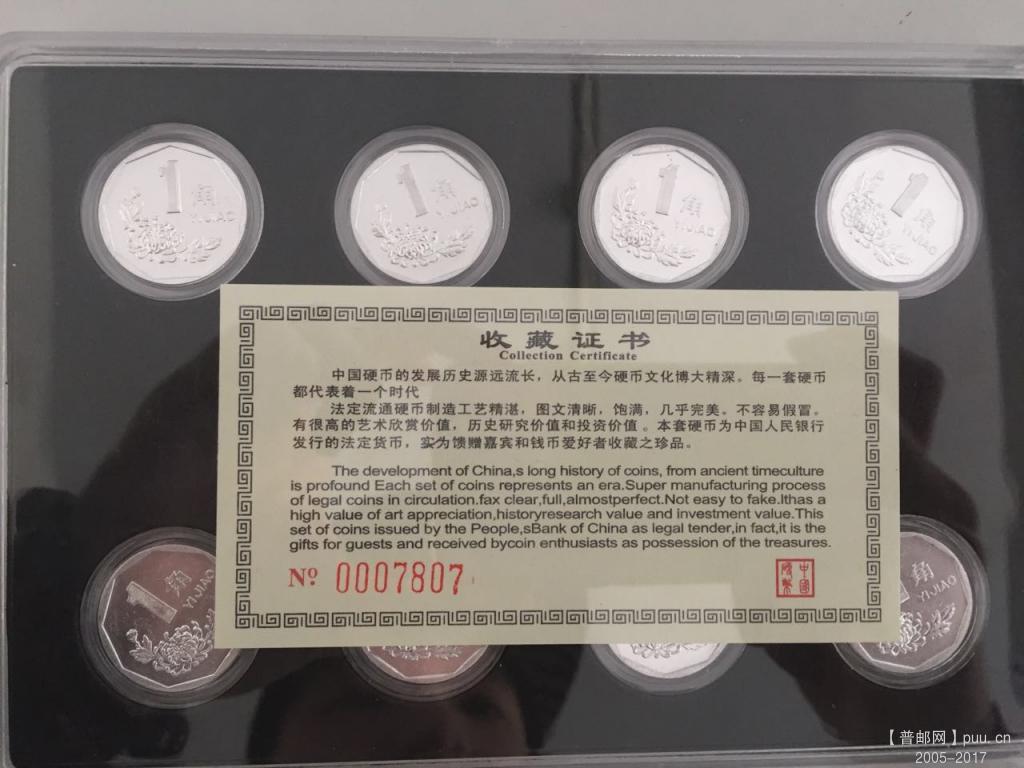 1角
YI JIAO
1角
YI JIAO
1角
YI JIAO
1角
YI JIAO
收藏证书
Collection Certificate
中国硬币的发展历史源远流长，从古至今硬币文化博大精深。每一套硬币
都代表着一个时代
法定流通硬币制造工艺精湛，图文清晰，饱满，几乎完美。不容易假冒。
有很高的艺术欣赏价值，历史研究价值和投资价值。本套硬币为中国人民银行
发行的法定货币，实为馈赠嘉宾和钱币爱好者收藏之珍品。
The development of China,s long history of coins, from ancient timeculture
is profound Each set of coins represents an era.Super manufacturing process
of legal coins in circulation.fax clear,full,almostperfect.Not easy to fake.Ithas a
high value of art appreciation,historyresearch value and investment value.This
set of coins issued by the People,sBank of China as legal tender,in fact,it is the
gifts for guests and received bycoin enthusiasts as possession of the treasures.
Nº 0007807
中國
錢幣
1角
YI JIAO
角
YI JIAO
【普邮网】puu.cn
2005-2017